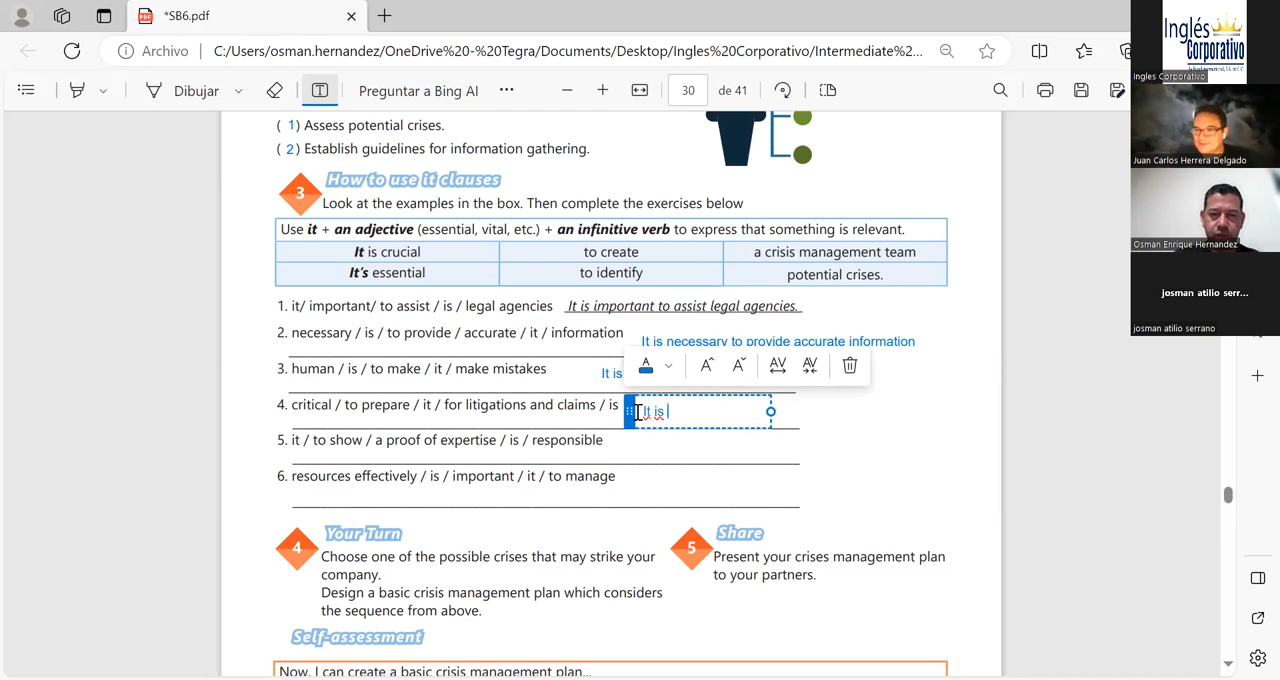 *SB6.pdf
Archivo
C:/Users/osman.hernandez/OneDrive%20-%20Tegra/Documents/Desktop/Ingles%20Corporativo/Intermediate%2...
Dibujar
Preguntar a Bing AI
30
de 41
Inglés
Corporativo
Ingles Corporativo
Juan Carlos Herrera Delgado
Osman Enrique Hernandez
josman atilio serr...
josman atilio serrano
( 1) Assess potential crises.
( 2) Establish guidelines for information gathering.
3
How to use it clauses
Look at the examples in the box. Then complete the exercises below
Use it + an adjective (essential, vital, etc.) + an infinitive verb to express that something is relevant.
It is crucial to create a crisis management team
It's essential to identify potential crises.
1. it/ important/ to assist / is / legal agencies It is important to assist legal agencies.
2. necessary / is / to provide / accurate / it / information
It is necessary to provide accurate information
3. human / is / to make / it / make mistakes It is
4. critical / to prepare / it / for litigations and claims / is It is
5. it / to show / a proof of expertise / is / responsible
6. resources effectively / is / important / it / to manage
4
Your Turn
Choose one of the possible crises that may strike your
company.
Design a basic crisis management plan which considers
the sequence from above.
5
Share
Present your crises management plan
to your partners.
Self-assessment
Now, I can create a basic crisis management plan...